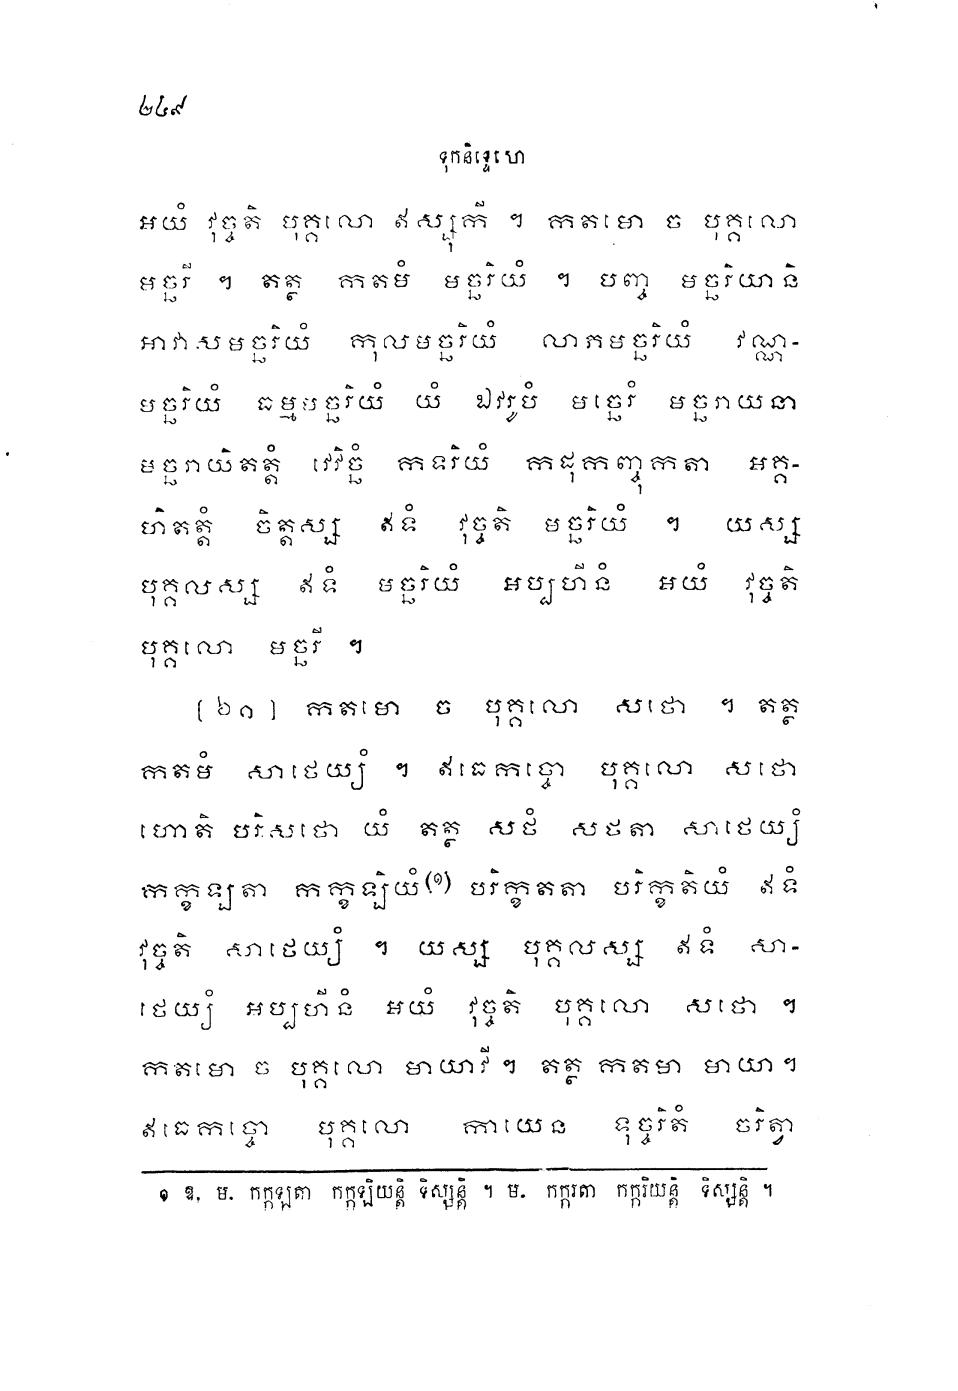 ២៤៩
ទុកនិទ្ទេសោ
អយំ វុច្ចតិ បុគ្គលោ ឥស្សុកី ។ កតមោ ច បុគ្គលោ
មច្ឆរី ។ តត្ថ កតមំ មច្ឆរិយំ ។ បញ្ច មច្ឆរិយានិ
អាវាសមច្ឆរិយំ កុលមច្ឆរិយំ លាភមច្ឆរិយំ វណ្ណ-
មច្ឆរិយំ ធម្មមច្ឆរិយំ យំ ឯវរូបំ មច្ឆេរំ មច្ឆរាយនា
មច្ឆរាយិតត្តំ វេវិច្ឆំ កទរិយំ កដុកញ្ចុកតា អគ្គ-
ហិតត្តំ ចិត្តស្ស ឥទំ វុច្ចតិ មច្ឆរិយំ ។ យស្ស
បុគ្គលស្ស ឥទំ មច្ឆរិយំ អប្បហីនំ អយំ វុច្ចតិ
បុគ្គលោ មច្ឆរី ។
[៦១] កតមោ ច បុគ្គលោ សថោ ។ តត្ថ
កតមំ សាថេយ្យំ ។ ឥធេកច្ចោ បុគ្គលោ សថោ
ហោតិ បរិសថោ យំ តត្ថ សថំ សថតា សាថេយ្យំ
កក្ខឡតា កក្ខឡិយំ(១) បរិក្ខតតា បរិក្ខតិយំ ឥទំ
វុច្ចតិ សាថេយ្យំ ។ យស្ស បុគ្គលស្ស ឥទំ សា-
ថេយ្យំ អប្បហីនំ អយំ វុច្ចតិ បុគ្គលោ សថោ ។
កតមោ ច បុគ្គលោ មាយាវី ។ តត្ថ កតមា មាយា ។
ឥធេកច្ចោ បុគ្គលោ កាយេន ទុច្ចរិតំ ចរិត្វា
១ ឱ, ម. កក្កឡតា កក្កឡិយន្តិ ទិស្សន្តិ ។ ម. កក្ករតា កក្ករិយន្តិ ទិស្សន្តិ ។